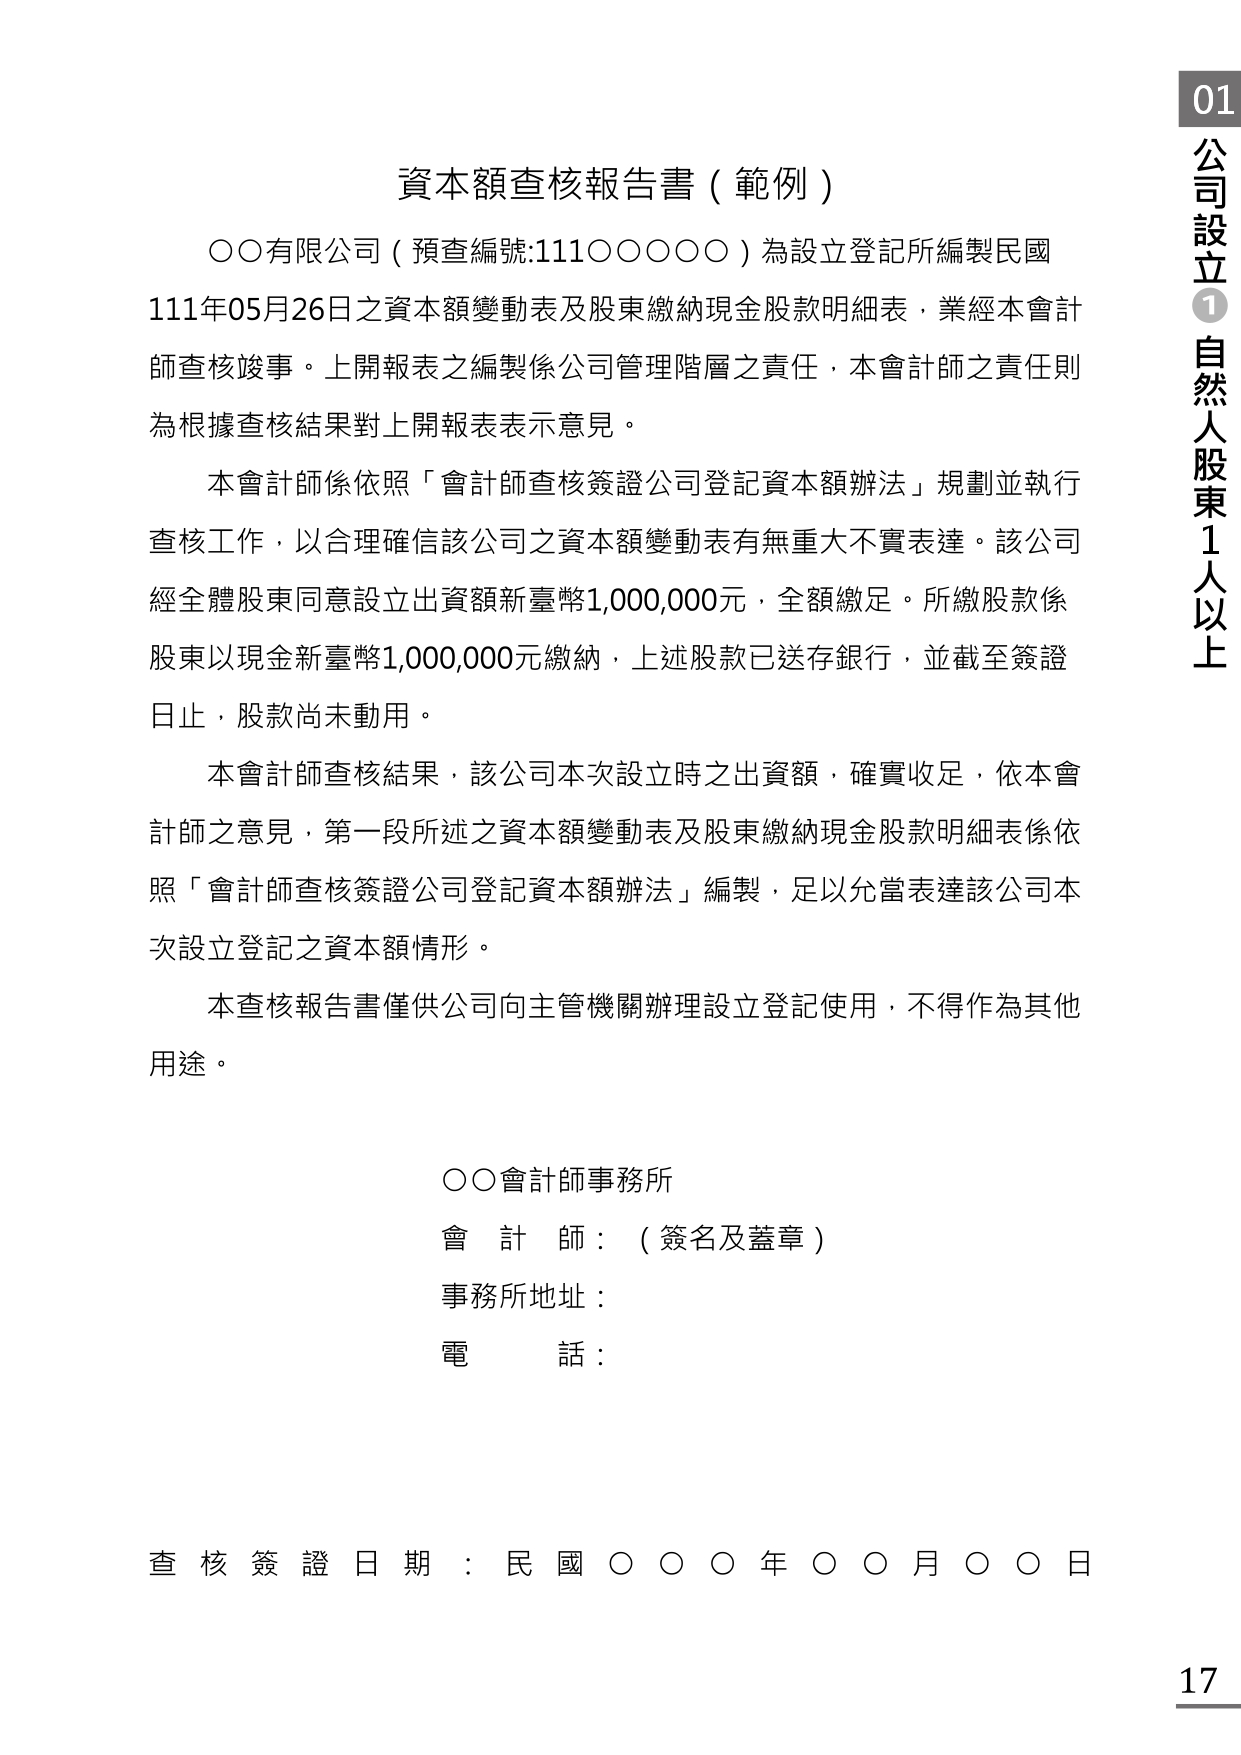 資本額查核報告書（範例）
○○有限公司（預查編號:111○○○○○）為設立登記所編製民國
111年05月26日之資本額變動表及股東繳納現金股款明細表，業經本會計
師查核竣事。上開報表之編製係公司管理階層之責任，本會計師之責任則
為根據查核結果對上開報表表示意見。
本會計師係依照「會計師查核簽證公司登記資本額辦法」規劃並執行
查核工作，以合理確信該公司之資本額變動表有無重大不實表達。該公司
經全體股東同意設立出資額新臺幣1,000,000元，全額繳足。所繳股款係
股東以現金新臺幣1,000,000元繳納，上述股款已送存銀行，並截至簽證
日止，股款尚未動用。
本會計師查核結果，該公司本次設立時之出資額，確實收足，依本會
計師之意見，第一段所述之資本額變動表及股東繳納現金股款明細表係依
照「會計師查核簽證公司登記資本額辦法」編製，足以允當表達該公司本
次設立登記之資本額情形。
本查核報告書僅供公司向主管機關辦理設立登記使用，不得作為其他
用途。
○○會計師事務所
會　計　師：（簽名及蓋章）
事務所地址：
電　　　話：
查核簽證日期：民國○○○年○○月○○日
01
公司設立❶自然人股東1人以上
17